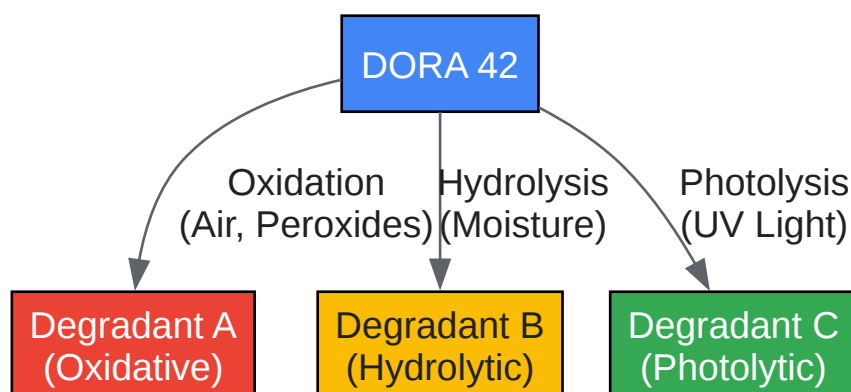 DORA 42
Oxidation
(Air, Peroxides)
Hydrolysis
(Moisture)
Photolysis
(UV Light)
Degradant A
(Oxidative)
Degradant B
(Hydrolytic)
Degradant C
(Photolytic)